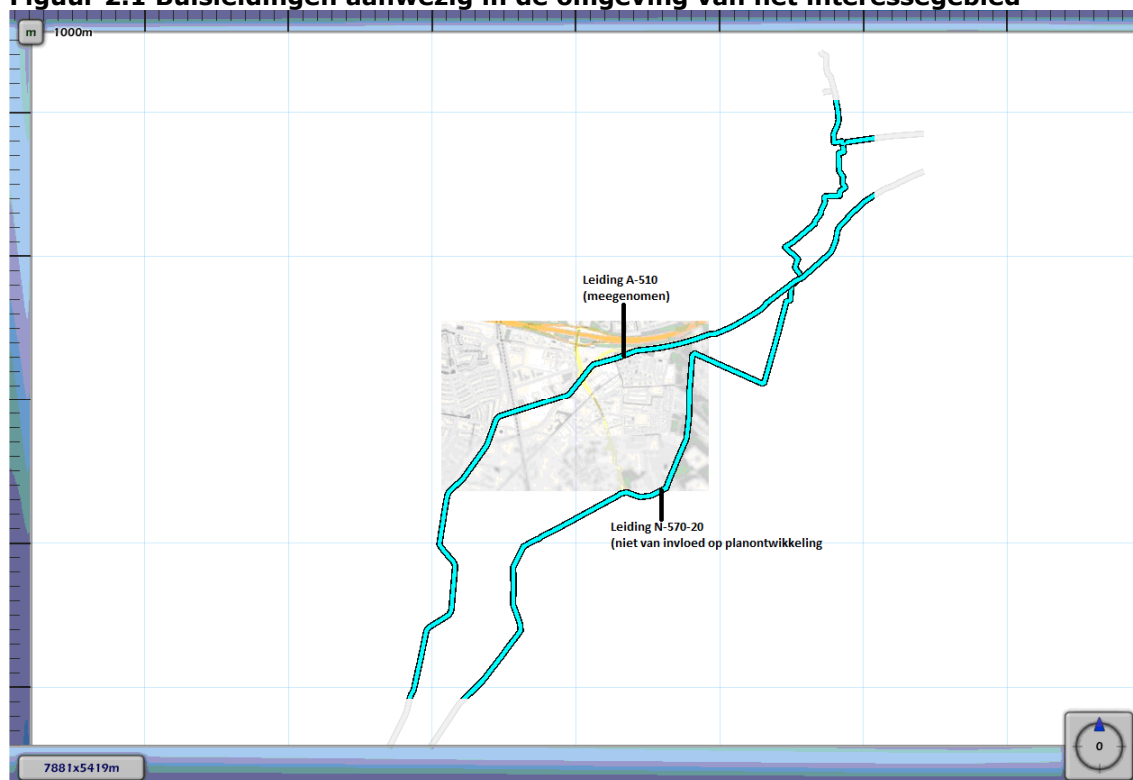 Figuur 2.1 Buisleidingen aanwezig in de omgeving van het interessegebied
m
1000m
Leiding A-510
(meegenomen)
Leiding N-570-20
(niet van invloed op planontwikkeling
0
7881x5419m